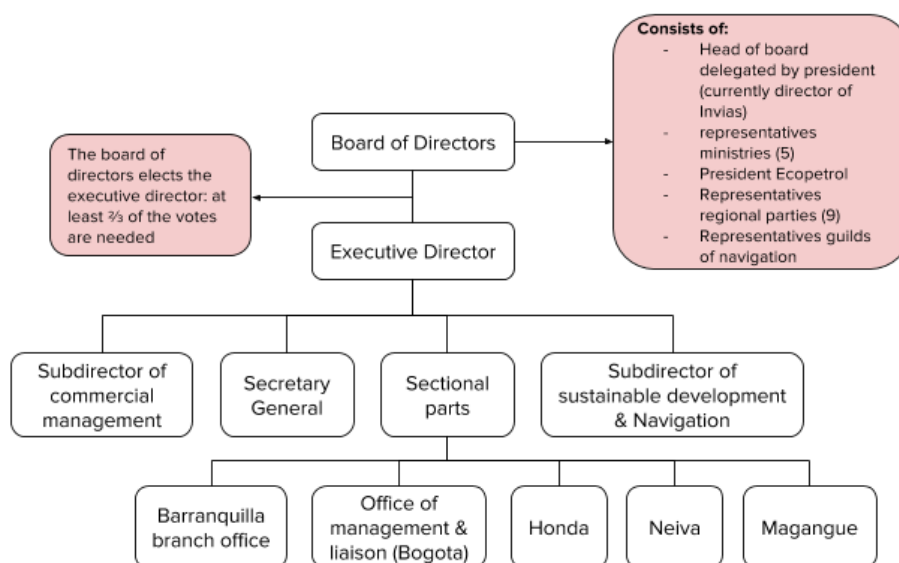 Consists of:
- Head of board
delegated by president
(currently director of
Invias)
- representatives
ministries (5)
- President Ecopetrol
- Representatives
regional parties (9)
- Representatives guilds
of navigation
Board of Directors
The board of
directors elects the
executive director: at
least ⅔ of the votes
are needed
Executive Director
Subdirector of
commercial
management
Secretary
General
Sectional
parts
Subdirector of
sustainable development
& Navigation
Barranquilla
branch office
Office of
management &
liaison (Bogota)
Honda
Neiva
Magangue